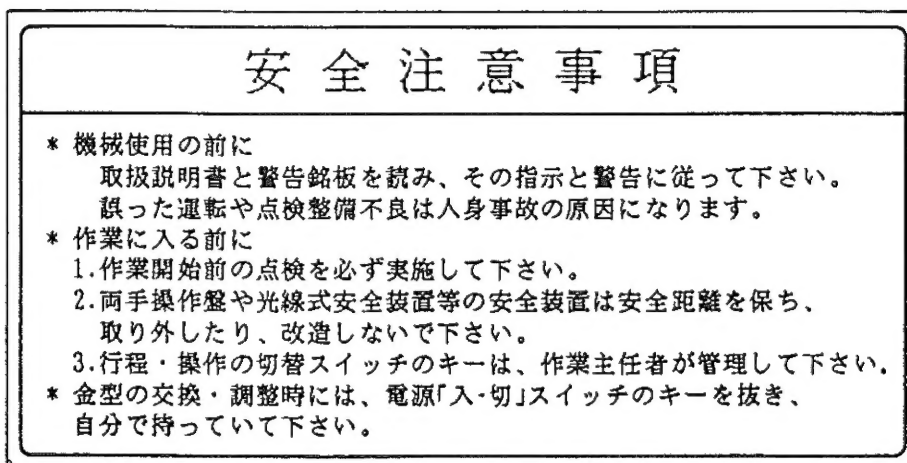 安全注意事項
* 機械使用の前に
取扱説明書と警告銘板を読み、その指示と警告に従って下さい。
誤った運転や点検整備不良は人身事故の原因になります。
* 作業に入る前に
1.作業開始前の点検を必ず実施して下さい。
2.両手操作盤や光線式安全装置等の安全装置は安全距離を保ち、
取り外したり、改造しないで下さい。
3.行程・操作の切替スイッチのキーは、作業主任者が管理して下さい.
* 金型の交換・調整時には、電源「入・切」スイッチのキーを抜き、
自分で持っていて下さい。